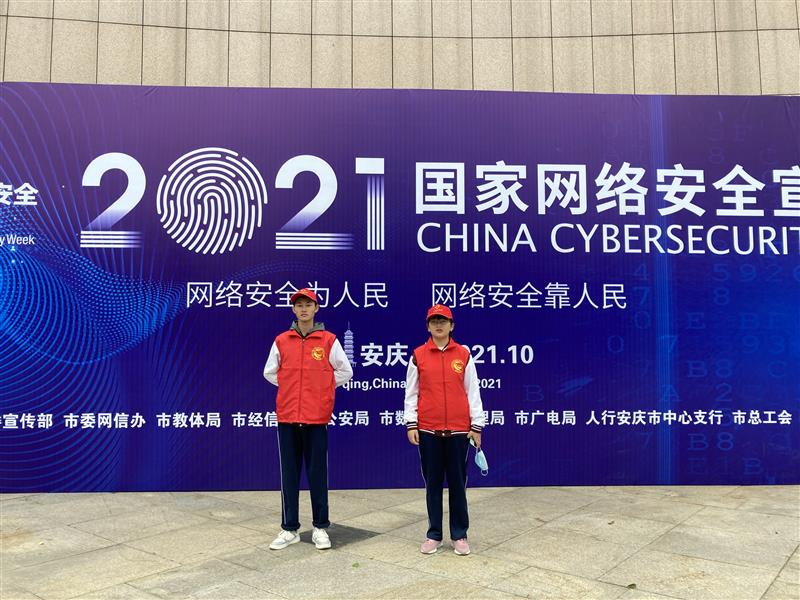 安全
y Week
2021
国家网络安全宣
CHINA CYBERSECURIT
网络安全为人民 网络安全靠人民
安庆 2021.10
qing,China 2021
宣传部 市委网信办 市教体局 市经信 公安局 市数 理局 市广电局 人行安庆市中心支行 市总工会